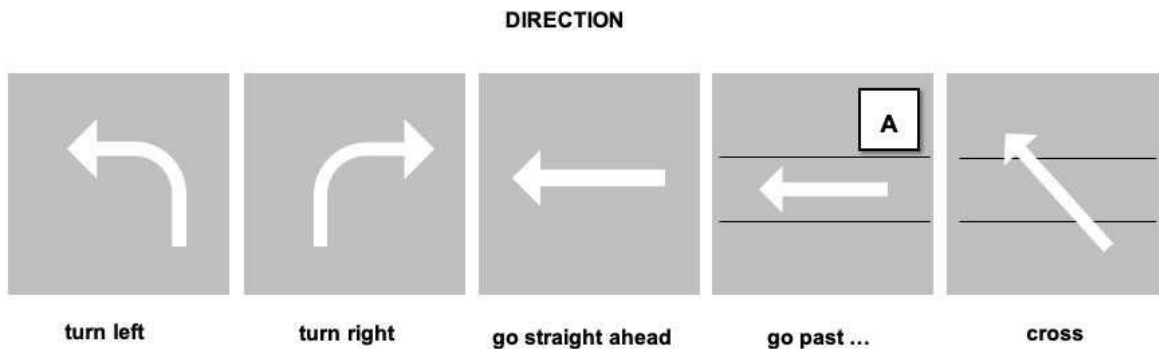 DIRECTION
A
turn left
turn right
go straight ahead
go past ...
cross